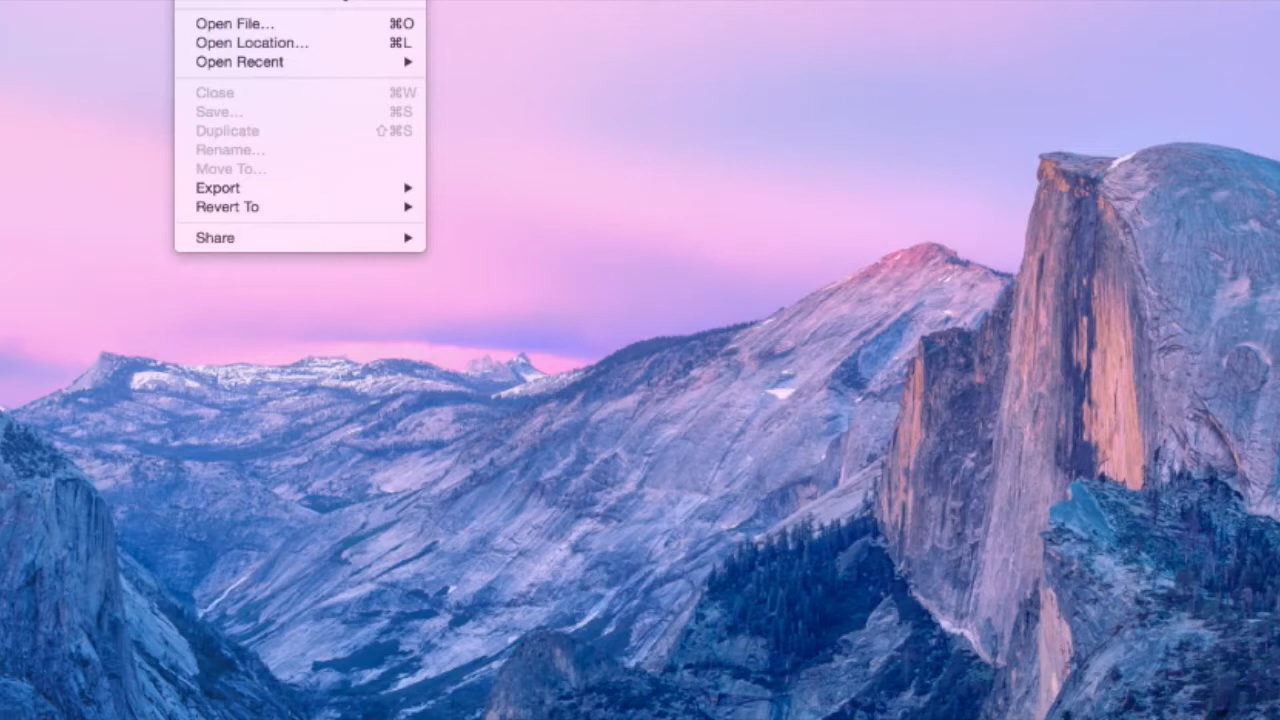 Open File... ⌘O
Open Location... ⌘L
Open Recent ▶
Close ⌘W
Save... ⌘S
Duplicate ⇧⌘S
Rename...
Move To...
Export ▶
Revert To ▶
Share ▶